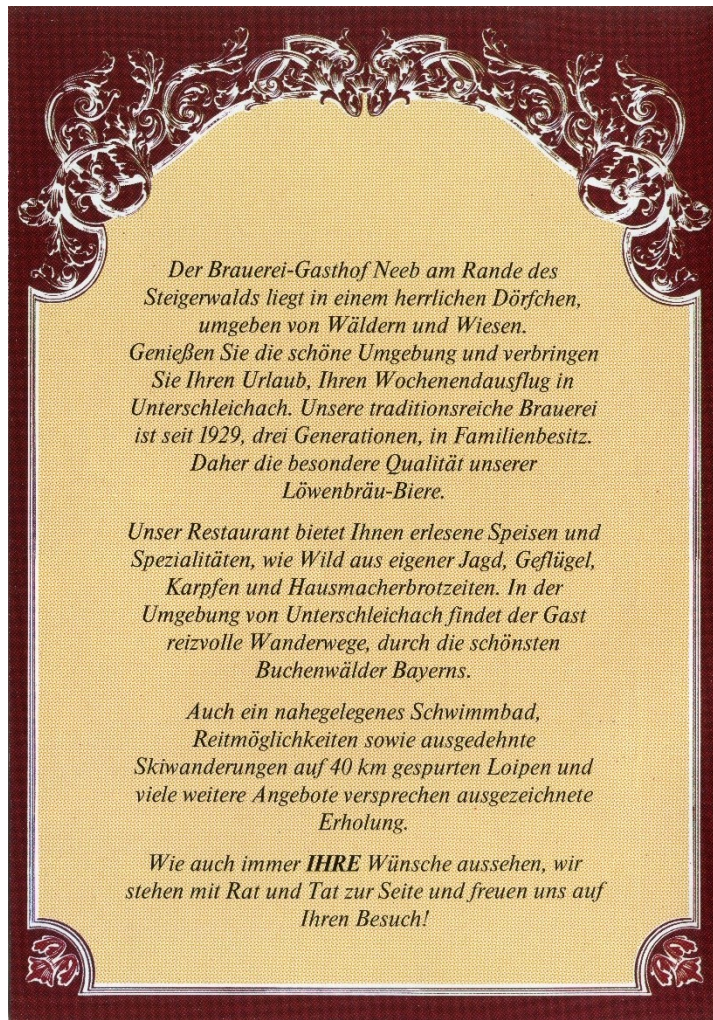 Der Brauerei-Gasthof Neeb am Rande des
Steigerwalds liegt in einem herrlichen Dörfchen,
umgeben von Wäldern und Wiesen.
Genießen Sie die schöne Umgebung und verbringen
Sie Ihren Urlaub, Ihren Wochenendausflug in
Unterschleichach. Unsere traditionsreiche Brauerei
ist seit 1929, drei Generationen, in Familienbesitz.
Daher die besondere Qualität unserer
Löwenbräu-Biere.
Unser Restaurant bietet Ihnen erlesene Speisen und
Spezialitäten, wie Wild aus eigener Jagd, Geflügel,
Karpfen und Hausmacherbrotzeiten. In der
Umgebung von Unterschleichach findet der Gast
reizvolle Wanderwege, durch die schönsten
Buchenwälder Bayerns.
Auch ein nahegelegenes Schwimmbad,
Reitmöglichkeiten sowie ausgedehnte
Skiwanderungen auf 40 km gespurten Loipen und
viele weitere Angebote versprechen ausgezeichnete
Erholung.
Wie auch immer IHRE Wünsche aussehen, wir
stehen mit Rat und Tat zur Seite und freuen uns auf
Ihren Besuch!